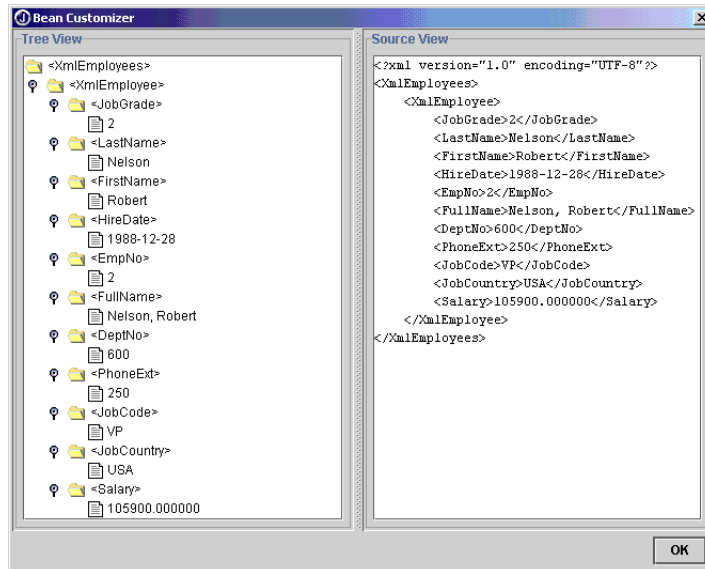 Bean Customizer
Tree View
<XmlEmployees>
<XmlEmployee>
<JobGrade>
2
<LastName>
Nelson
<FirstName>
Robert
<HireDate>
1988-12-28
<EmpNo>
2
<FullName>
Nelson, Robert
<DeptNo>
600
<PhoneExt>
250
<JobCode>
VP
<JobCountry>
USA
<Salary>
105900.000000
Source View
<?xml version="1.0" encoding="UTF-8"?>
<XmlEmployees>
<XmlEmployee>
<JobGrade>2</JobGrade>
<LastName>Nelson</LastName>
<FirstName>Robert</FirstName>
<HireDate>1988-12-28</HireDate>
<EmpNo>2</EmpNo>
<FullName>Nelson, Robert</FullName>
<DeptNo>600</DeptNo>
<PhoneExt>250</PhoneExt>
<JobCode>VP</JobCode>
<JobCountry>USA</JobCountry>
<Salary>105900.000000</Salary>
</XmlEmployee>
</XmlEmployees>
OK